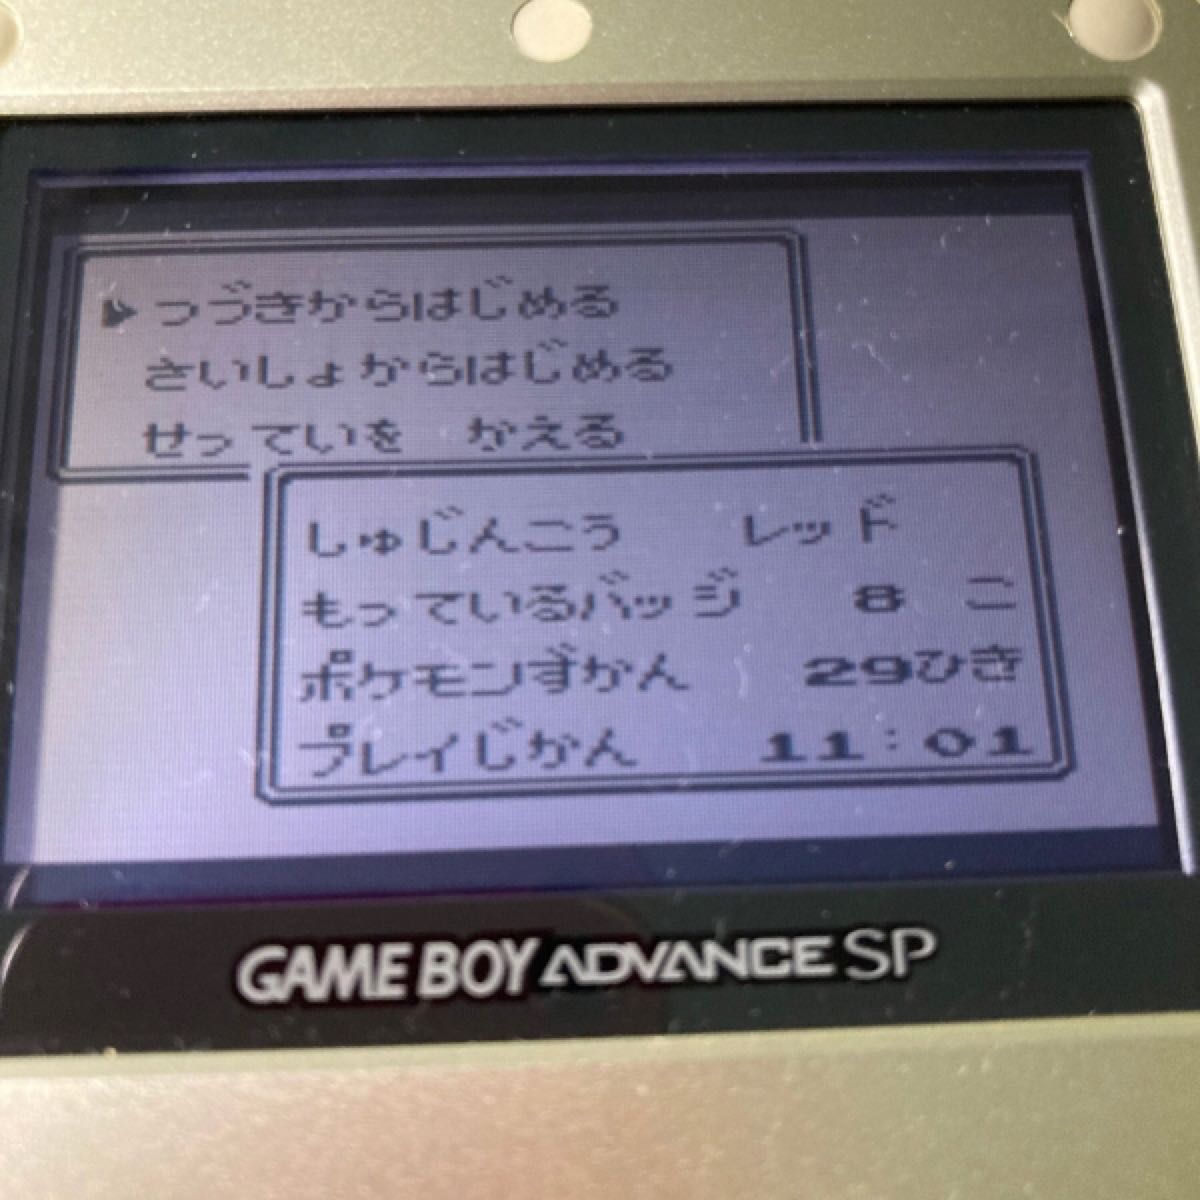 ▶つづきからはじめる
さいしょからはじめる
せっていを　かえる
しゅじんこう　レッド
もっているバッジ　8　こ
ポケモンずかん　29ひき
プレイじかん　11:01
GAME BOY ADVANCE SP